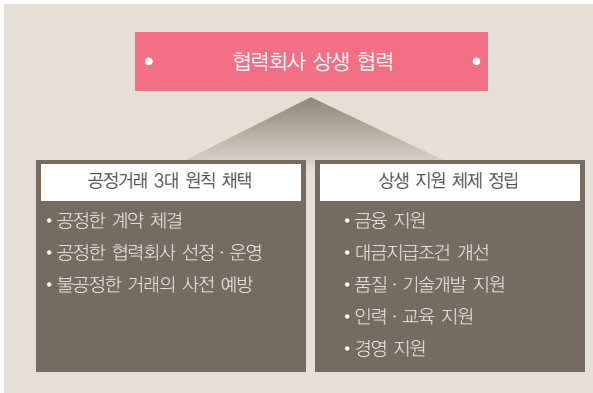 협력회사 상생 협력
공정거래 3대 원칙 채택
• 공정한 계약 체결
• 공정한 협력회사 선정 · 운영
• 불공정한 거래의 사전 예방
상생 지원 체제 정립
• 금융 지원
• 대금지급조건 개선
• 품질 · 기술개발 지원
• 인력 · 교육 지원
• 경영 지원